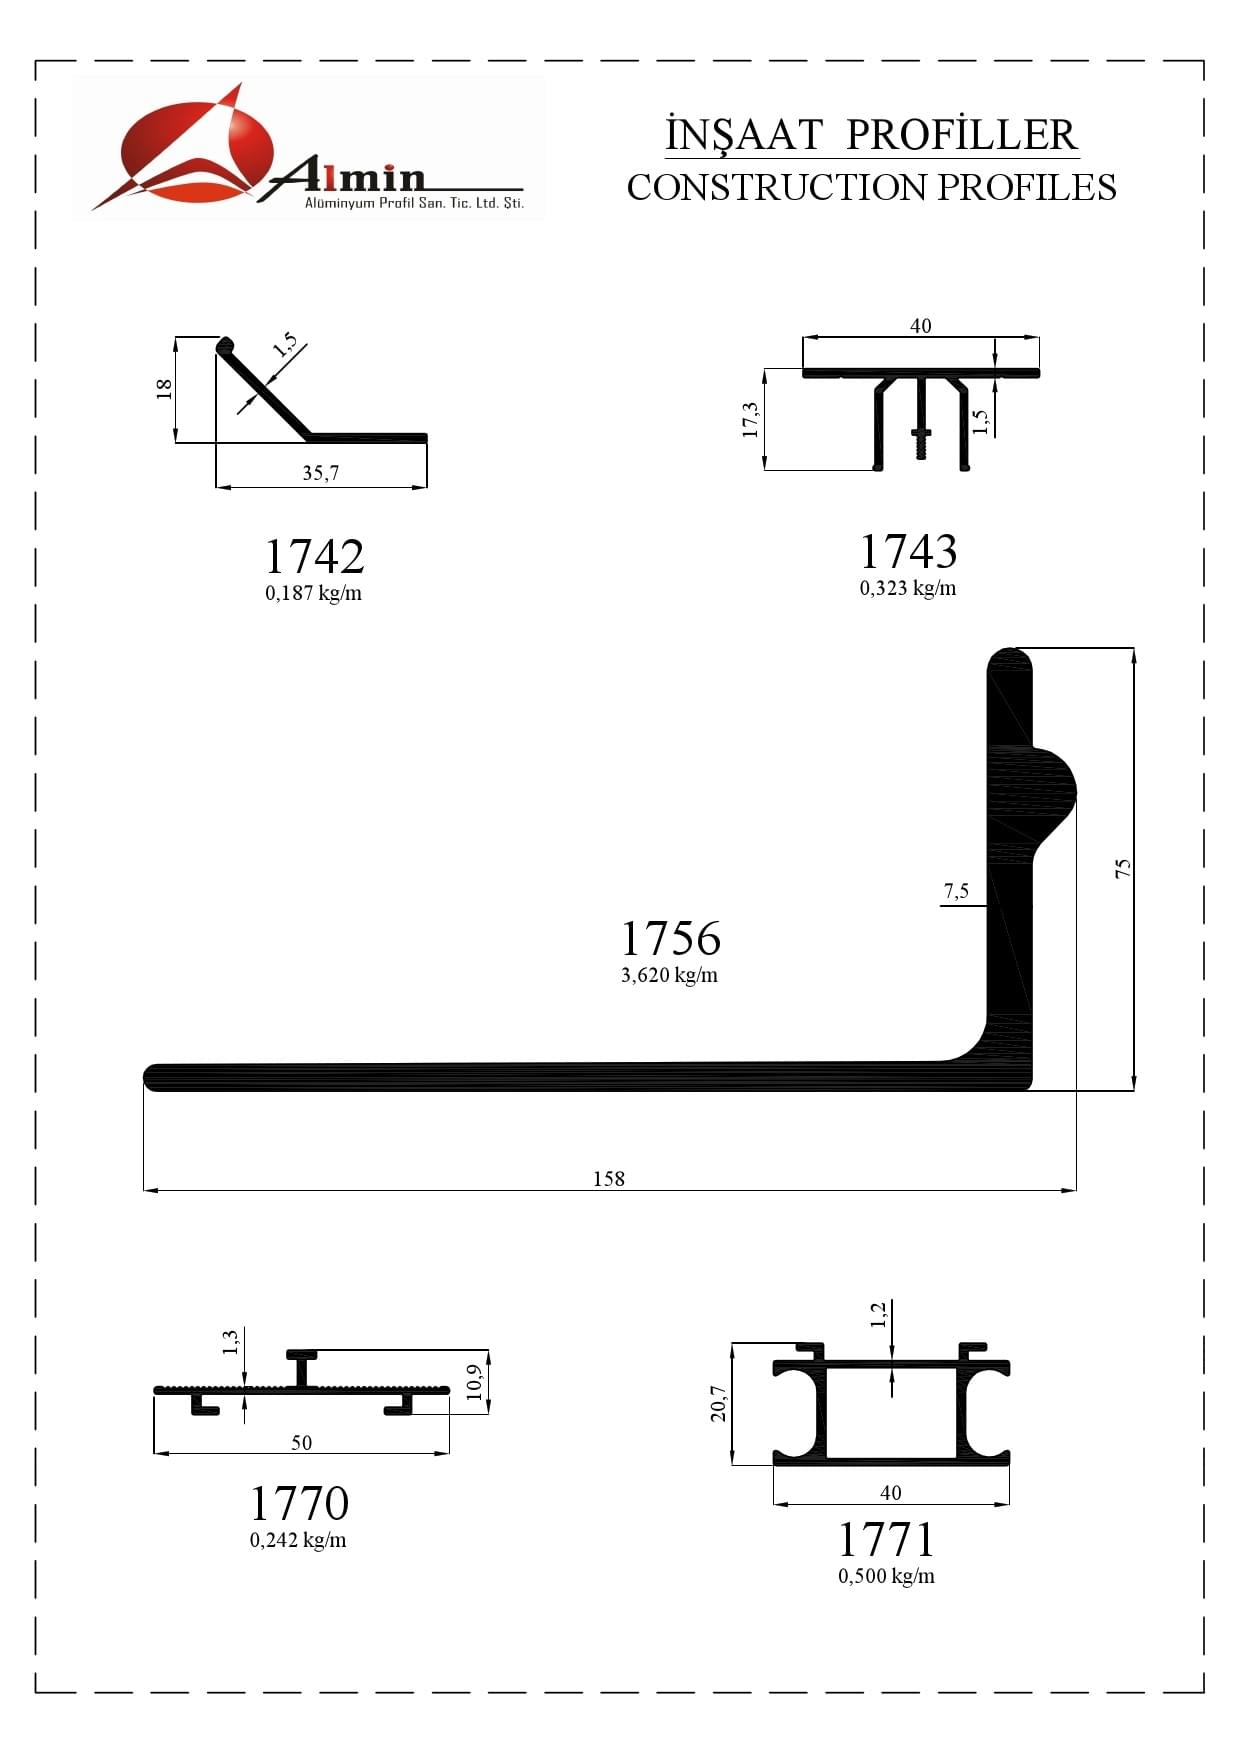 Almin
Alüminyum Profil San. Tic. Ltd. Şti.
İNŞAAT PROFİLLER
CONSTRUCTION PROFILES
18
1,5
35,7
1742
0,187 kg/m
40
17,3
1,5
1743
0,323 kg/m
7,5
75
1756
3,620 kg/m
158
1,3
10,9
50
1770
0,242 kg/m
1,2
20,7
40
1771
0,500 kg/m